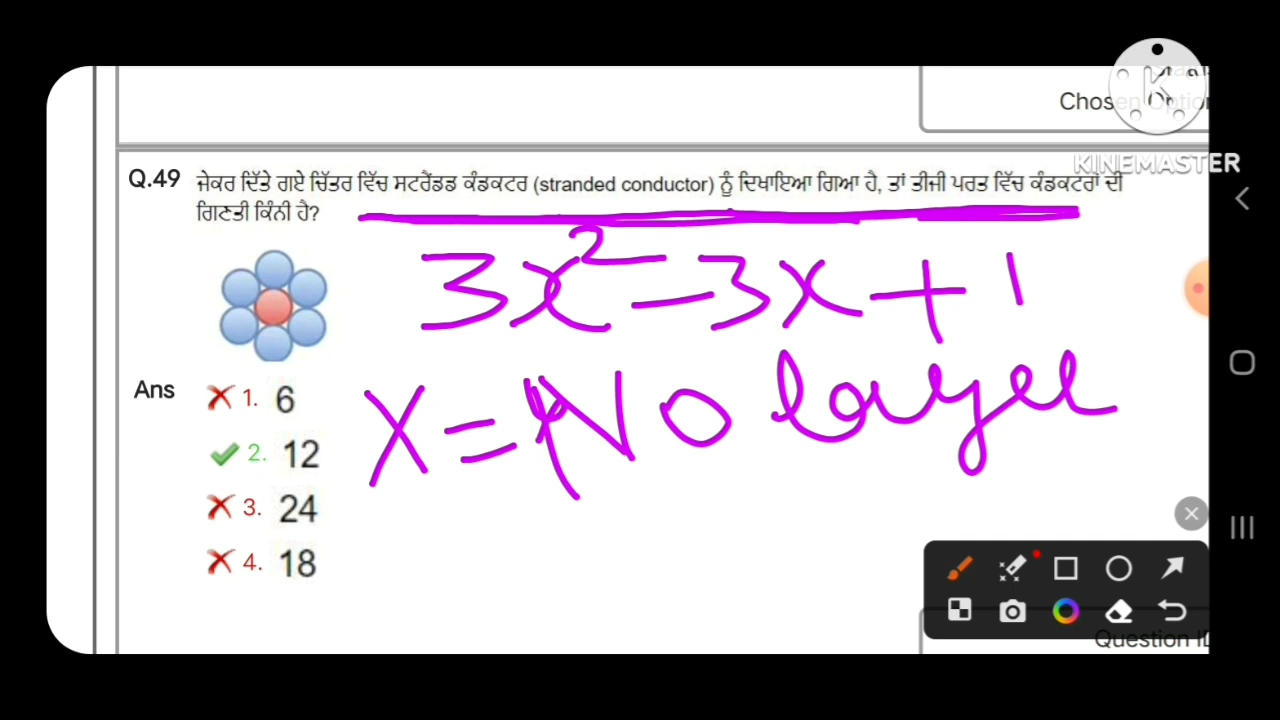 Chosen Option
KINEMASTER
Q.49 ਜੇਕਰ ਦਿੱਤੇ ਗਏ ਚਿੱਤਰ ਵਿੱਚ ਸਟਰੈਂਡਡ ਕੰਡਕਟਰ (stranded conductor) ਨੂੰ ਦਿਖਾਇਆ ਗਿਆ ਹੈ, ਤਾਂ ਤੀਜੀ ਪਰਤ ਵਿੱਚ ਕੰਡਕਟਰਾਂ ਦੀ
ਗਿਣਤੀ ਕਿੰਨੀ ਹੈ?
3x²-3x+1
x = No layer
Ans
1. 6
2. 12
3. 24
4. 18
Question ID